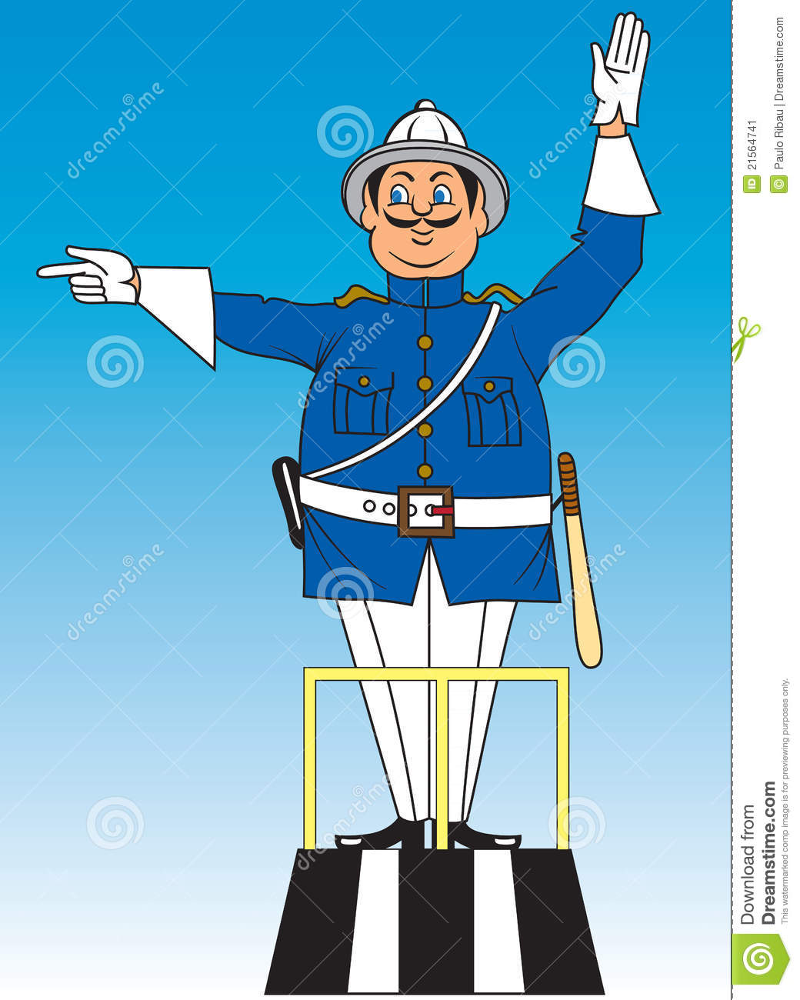 dreamstime
dreamstime
dreamstime
dreamstime
dreamstime
dreamstime
ID 21564741
© Paulo Ribau | Dreamstime.com
Download from
Dreamstime.com
This watermarked comp image is for previewing purposes only.